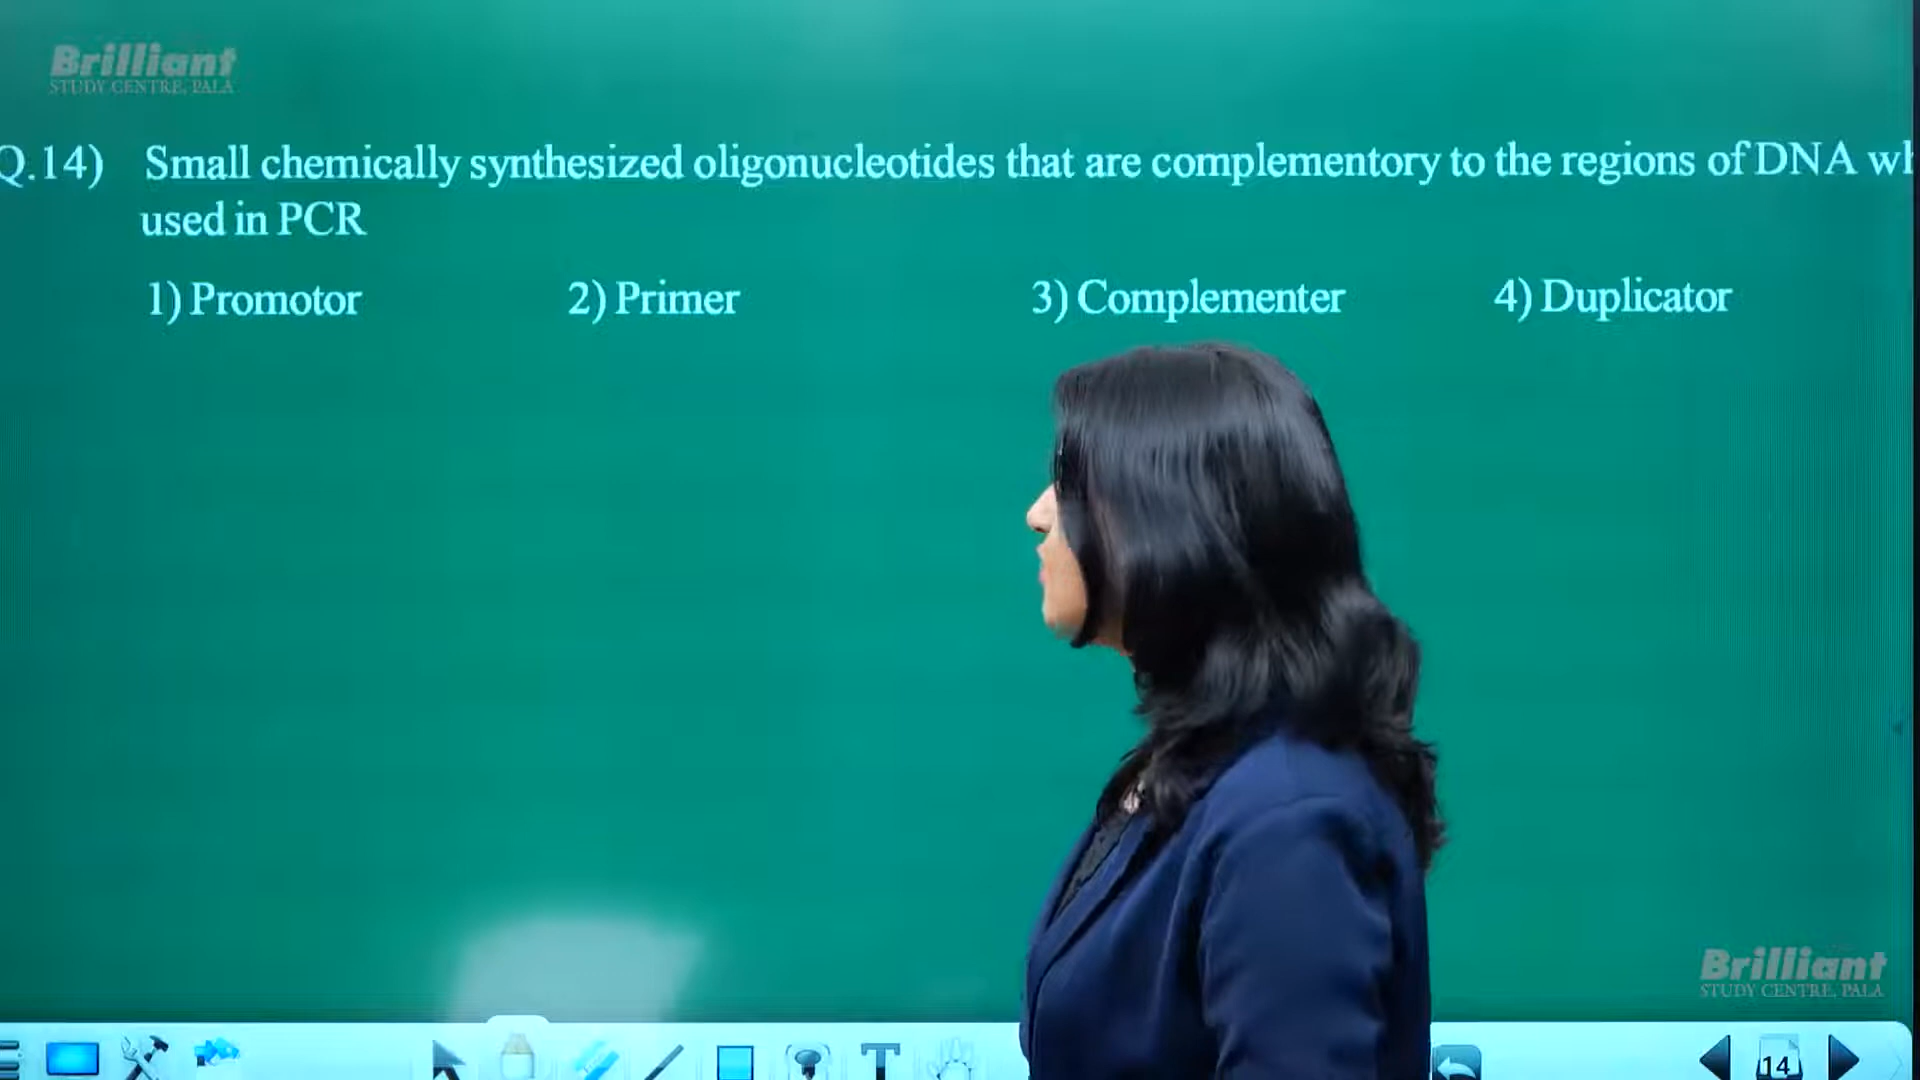 Brilliant
STUDY CENTRE, PALA
Q.14) Small chemically synthesized oligonucleotides that are complementory to the regions of DNA
used in PCR
1) Promotor 2) Primer 3) Complementer 4) Duplicator
Brilliant
STUDY CENTRE, PALA
T
14